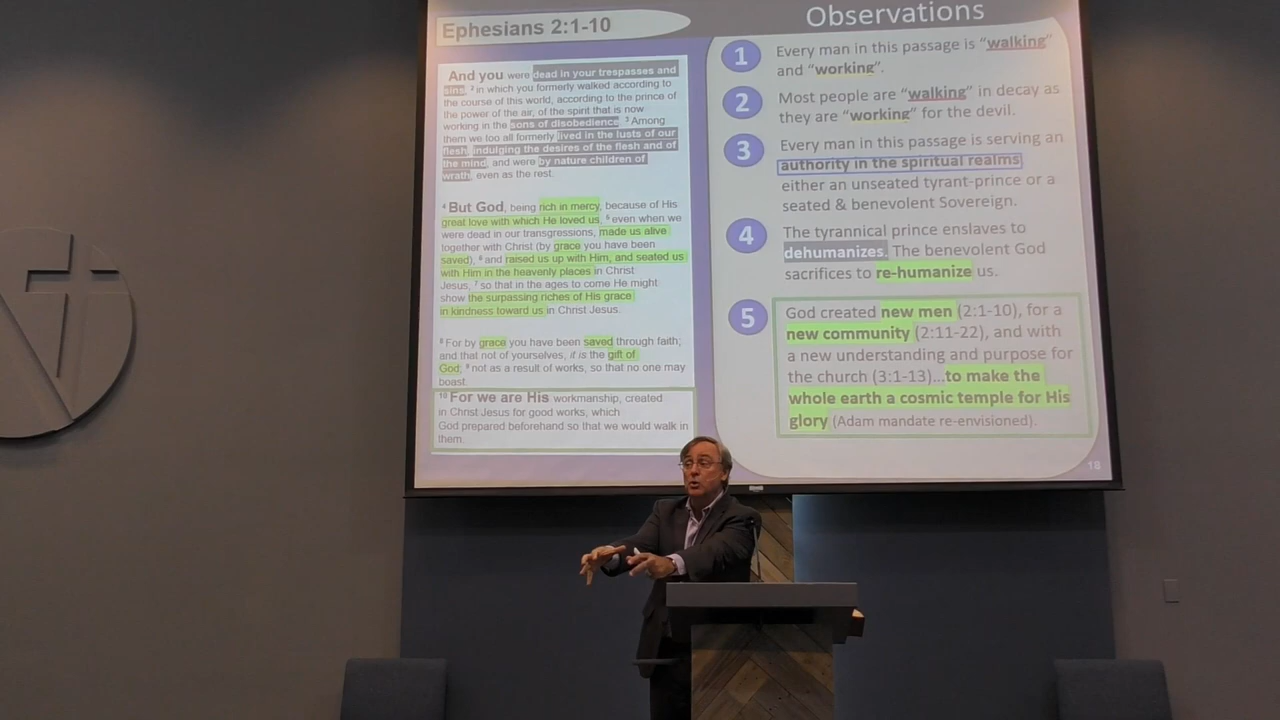 Ephesians 2:1-10
And you were dead in your trespasses and
sins, 2 in which you formerly walked according to
the course of this world, according to the prince of
the power of the air, of the spirit that is now
working in the sons of disobedience. 3 Among
them we too all formerly lived in the lusts of our
flesh, indulging the desires of the flesh and of
the mind, and were by nature children of
wrath, even as the rest.
4 But God, being rich in mercy, because of His
great love with which He loved us, 5 even when we
were dead in our transgressions, made us alive
together with Christ (by grace you have been
saved), 6 and raised us up with Him, and seated us
with Him in the heavenly places in Christ
Jesus, 7 so that in the ages to come He might
show the surpassing riches of His grace
in kindness toward us in Christ Jesus.
8 For by grace you have been saved through faith;
and that not of yourselves, it is the gift of
God; 9 not as a result of works, so that no one may
boast.
10 For we are His workmanship, created
in Christ Jesus for good works, which
God prepared beforehand so that we would walk in
them.
Observations
1 Every man in this passage is "walking"
and "working".
2 Most people are "walking" in decay as
they are "working" for the devil.
3 Every man in this passage is serving an
authority in the spiritual realms,
either an unseated tyrant-prince or a
seated & benevolent Sovereign.
4 The tyrannical prince enslaves to
dehumanizes. The benevolent God
sacrifices to re-humanize us.
5 God created new men (2:1-10), for a
new community (2:11-22), and with
a new understanding and purpose for
the church (3:1-13)...to make the
whole earth a cosmic temple for His
glory (Adam mandate re-envisioned).
18